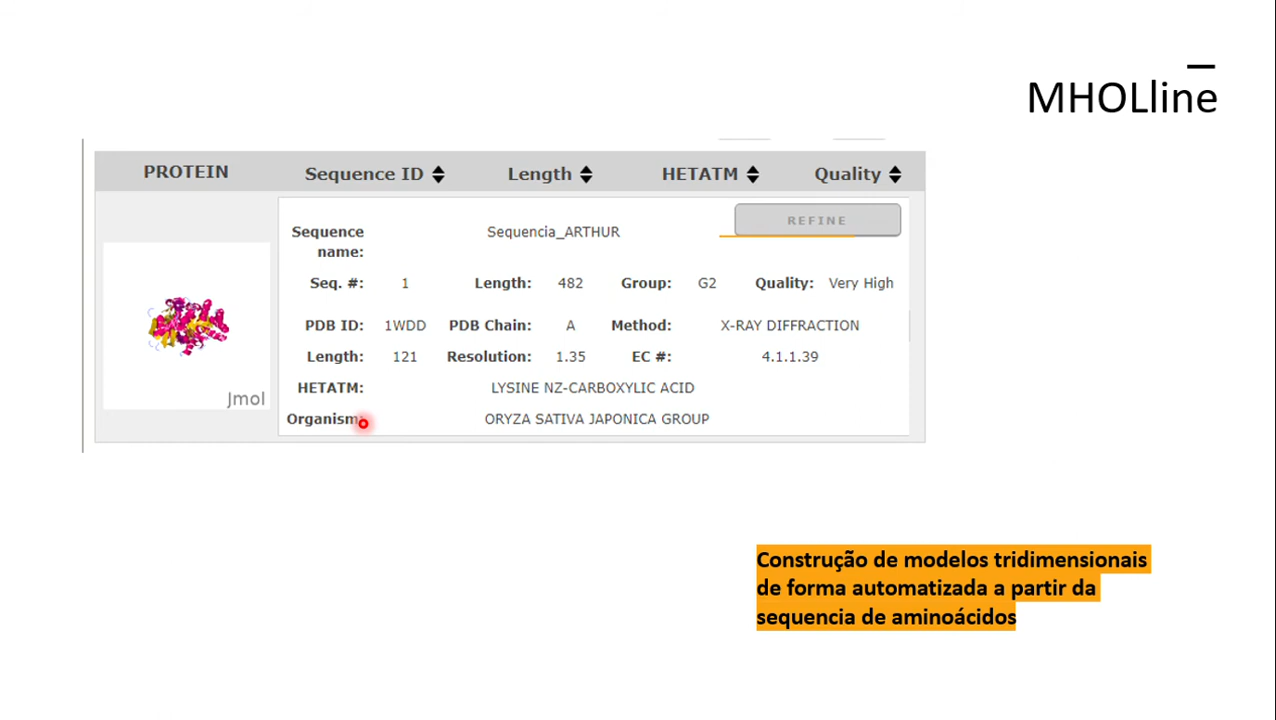 MHOLline
PROTEIN Sequence ID Length HETATM Quality
REFINE
Sequence name: Sequencia_ARTHUR
Seq. #: 1 Length: 482 Group: G2 Quality: Very High
PDB ID: 1WDD PDB Chain: A Method: X-RAY DIFFRACTION
Length: 121 Resolution: 1.35 EC #: 4.1.1.39
HETATM: LYSINE NZ-CARBOXYLIC ACID
Jmol
Organism: ORYZA SATIVA JAPONICA GROUP
Construção de modelos tridimensionais
de forma automatizada a partir da
sequencia de aminoácidos